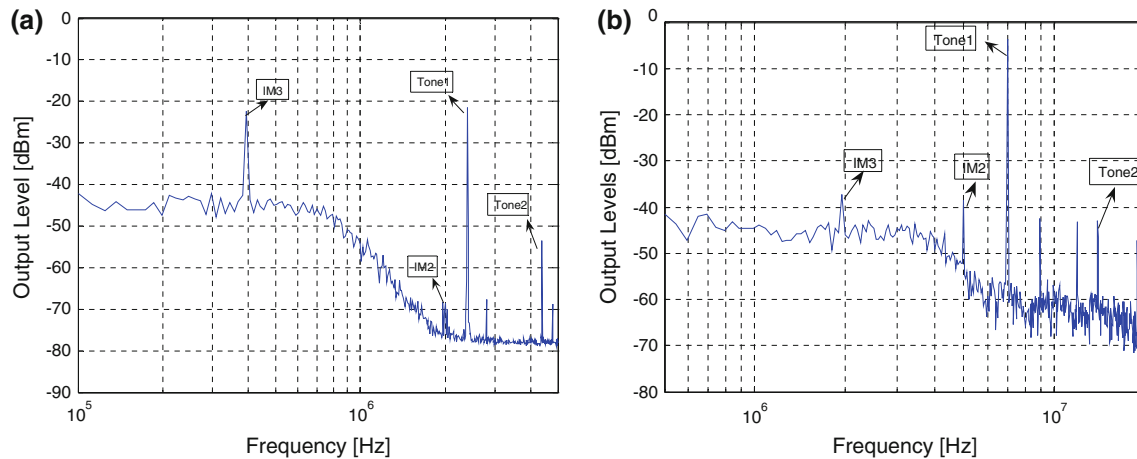 (a)
0
-10
-20
-30
-40
-50
-60
-70
-80
-90
Output Level [dBm]
IM3
Tone1
Tone2
IM2
10^5
10^6
Frequency [Hz]
(b)
0
-10
-20
-30
-40
-50
-60
-70
-80
Output Levels [dBm]
Tone1
IM3
IM2
Tone2
10^6
10^7
Frequency [Hz]